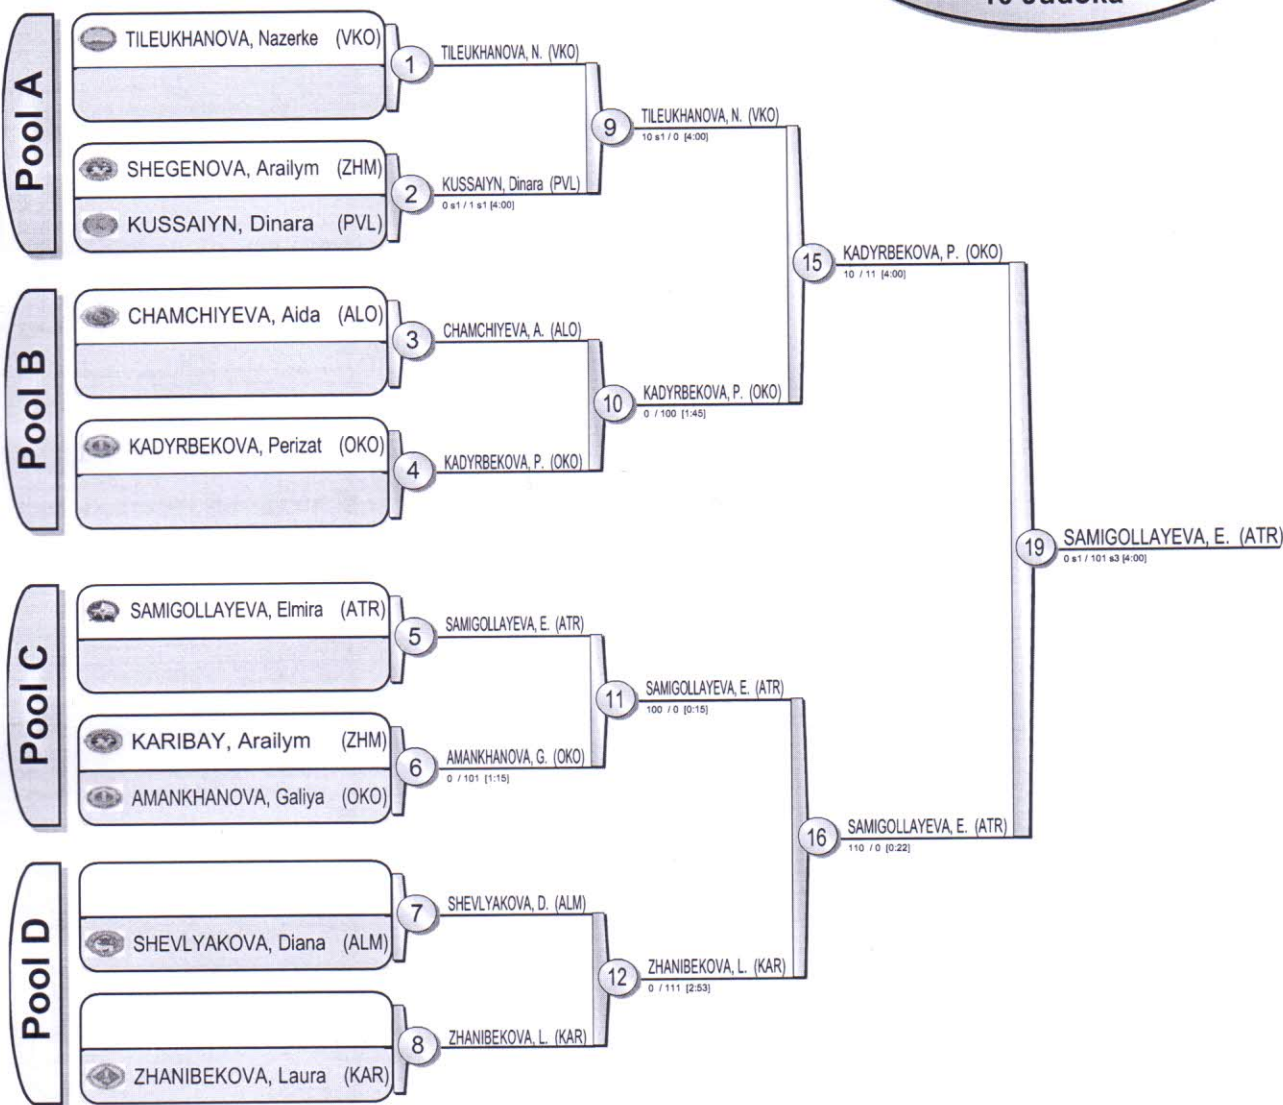 10 Judoka
Pool A
TILEUKHANOVA, Nazerke (VKO)
SHEGENOVA, Arailym (ZHM)
KUSSAIYN, Dinara (PVL)
1
TILEUKHANOVA, N. (VKO)
2
KUSSAIYN, Dinara (PVL)
0 s1 / 1 s1 [4:00]
9
TILEUKHANOVA, N. (VKO)
10 s1 / 0 [4:00]
Pool B
CHAMCHIYEVA, Aida (ALO)
KADYRBEKOVA, Perizat (OKO)
3
CHAMCHIYEVA, A. (ALO)
4
KADYRBEKOVA, P. (OKO)
10
KADYRBEKOVA, P. (OKO)
0 / 100 [1:45]
15
KADYRBEKOVA, P. (OKO)
10 / 11 [4:00]
Pool C
SAMIGOLLAYEVA, Elmira (ATR)
KARIBAY, Arailym (ZHM)
AMANKHANOVA, Galiya (OKO)
5
SAMIGOLLAYEVA, E. (ATR)
6
AMANKHANOVA, G. (OKO)
0 / 101 [1:15]
11
SAMIGOLLAYEVA, E. (ATR)
100 / 0 [0:15]
Pool D
SHEVLYAKOVA, Diana (ALM)
ZHANIBEKOVA, Laura (KAR)
7
SHEVLYAKOVA, D. (ALM)
8
ZHANIBEKOVA, L. (KAR)
12
ZHANIBEKOVA, L. (KAR)
0 / 111 [2:53]
16
SAMIGOLLAYEVA, E. (ATR)
110 / 0 [0:22]
19
SAMIGOLLAYEVA, E. (ATR)
0 s1 / 101 s3 [4:00]